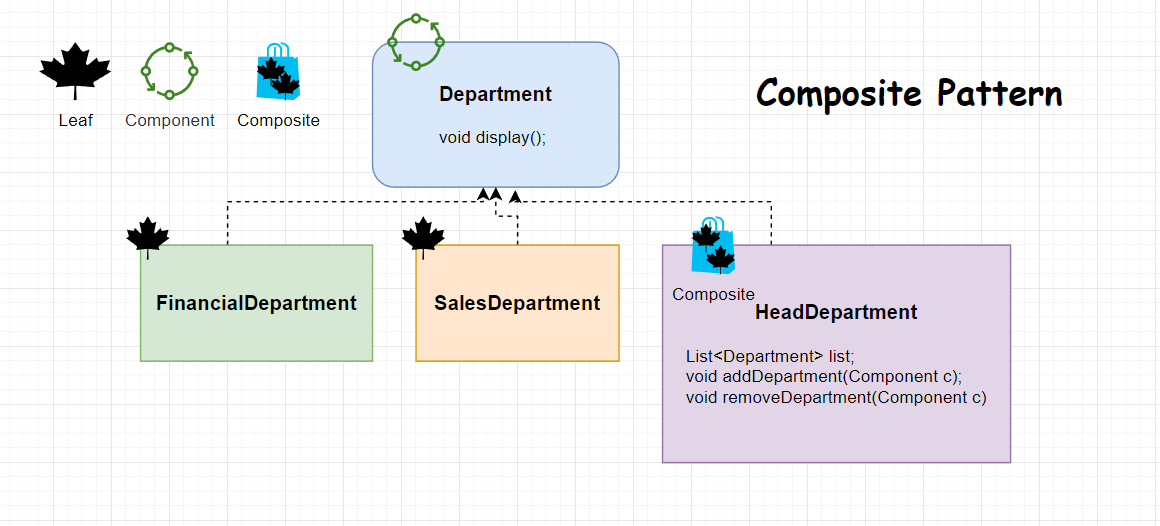 Leaf
Component
Composite
Department
void display();
Composite Pattern
FinancialDepartment
SalesDepartment
Composite
HeadDepartment
List<Department> list;
void addDepartment(Component c);
void removeDepartment(Component c)